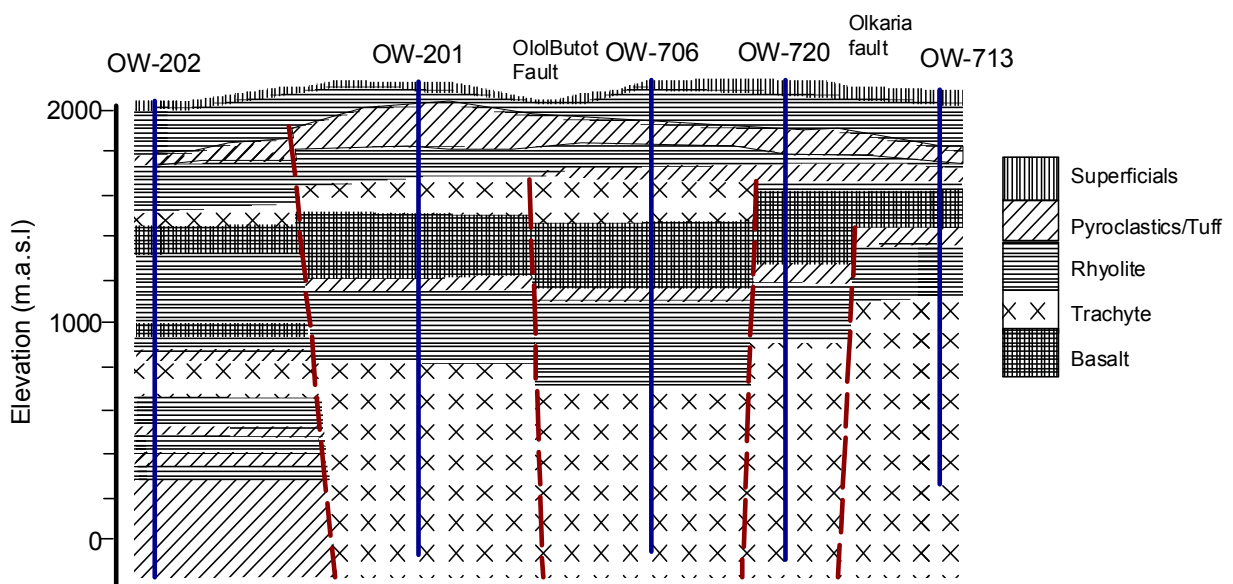 OW-202
OW-201
OlolButot
Fault
OW-706
OW-720
Olkaria
fault
OW-713
2000
1000
0
Elevation (m.a.s.l)
Superficials
Pyroclastics/Tuff
Rhyolite
Trachyte
Basalt